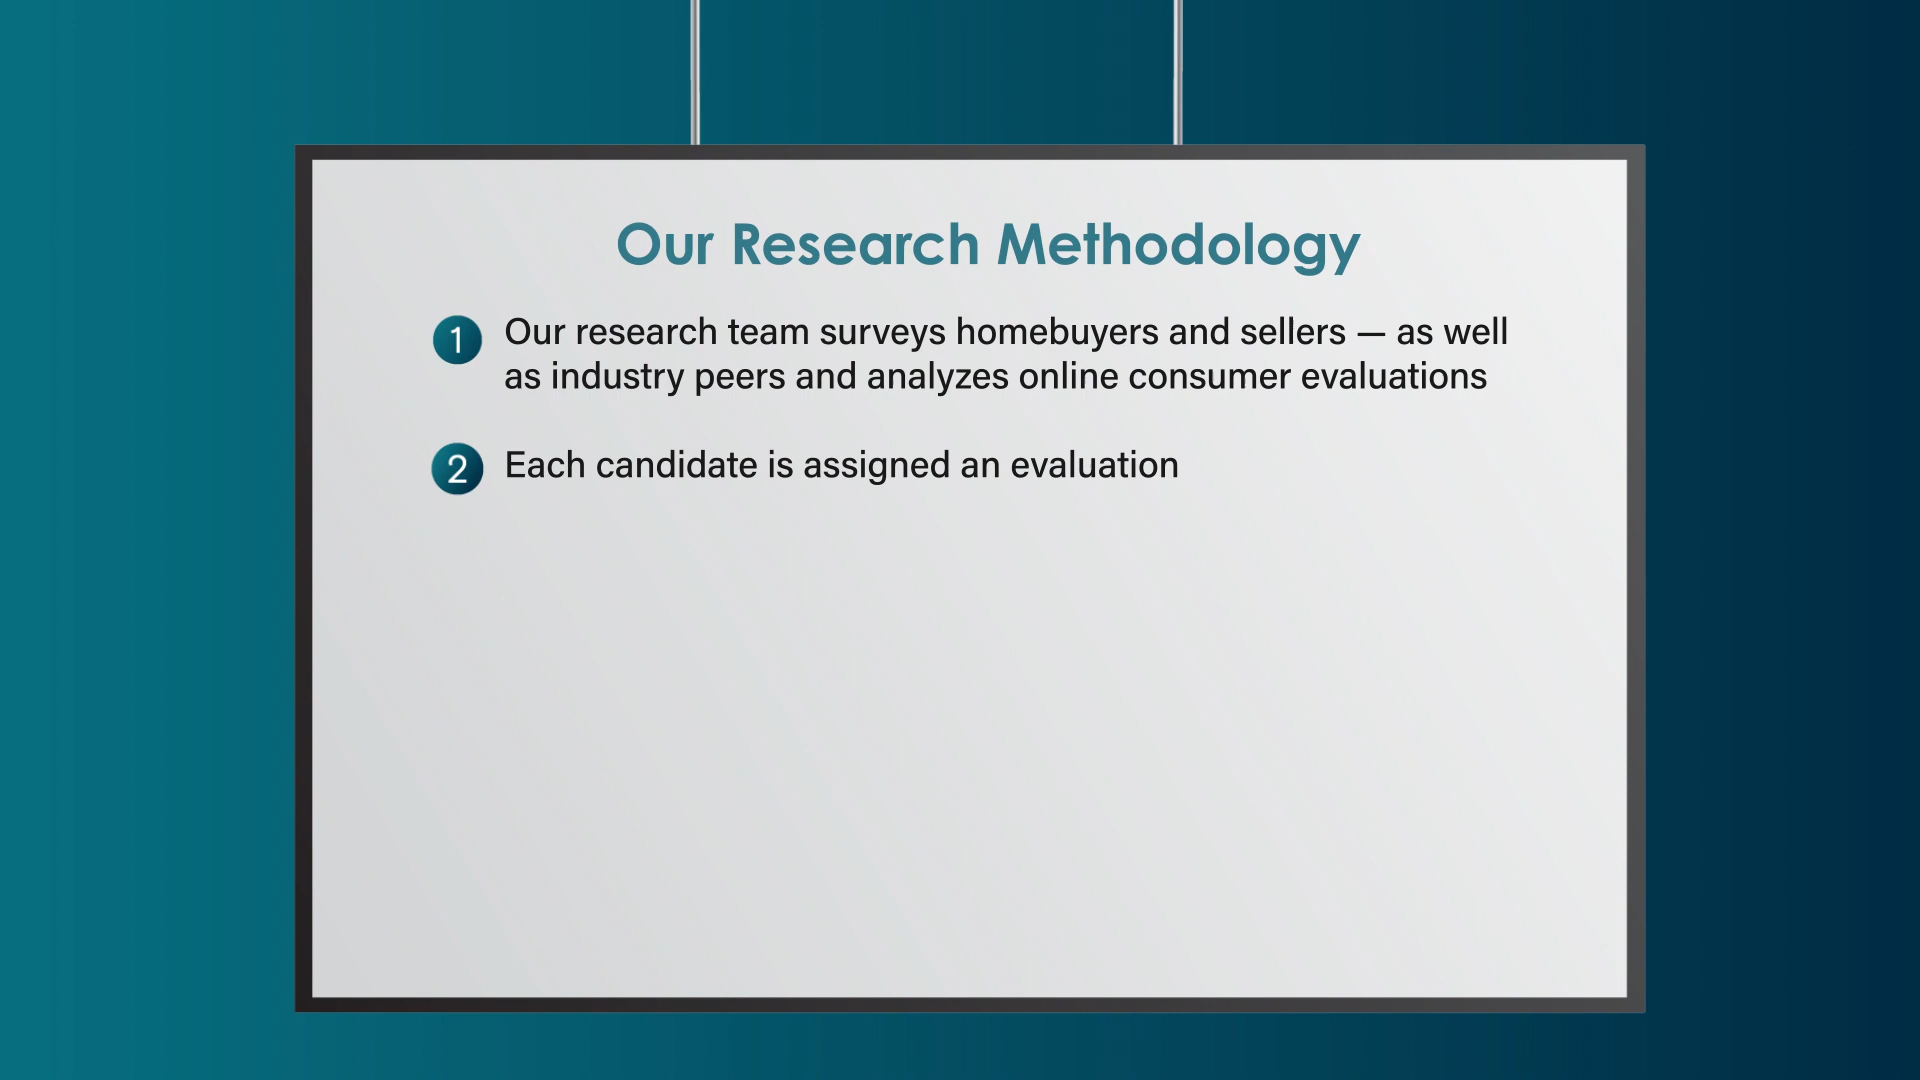 Our Research Methodology
1 Our research team surveys homebuyers and sellers — as well
as industry peers and analyzes online consumer evaluations
2 Each candidate is assigned an evaluation